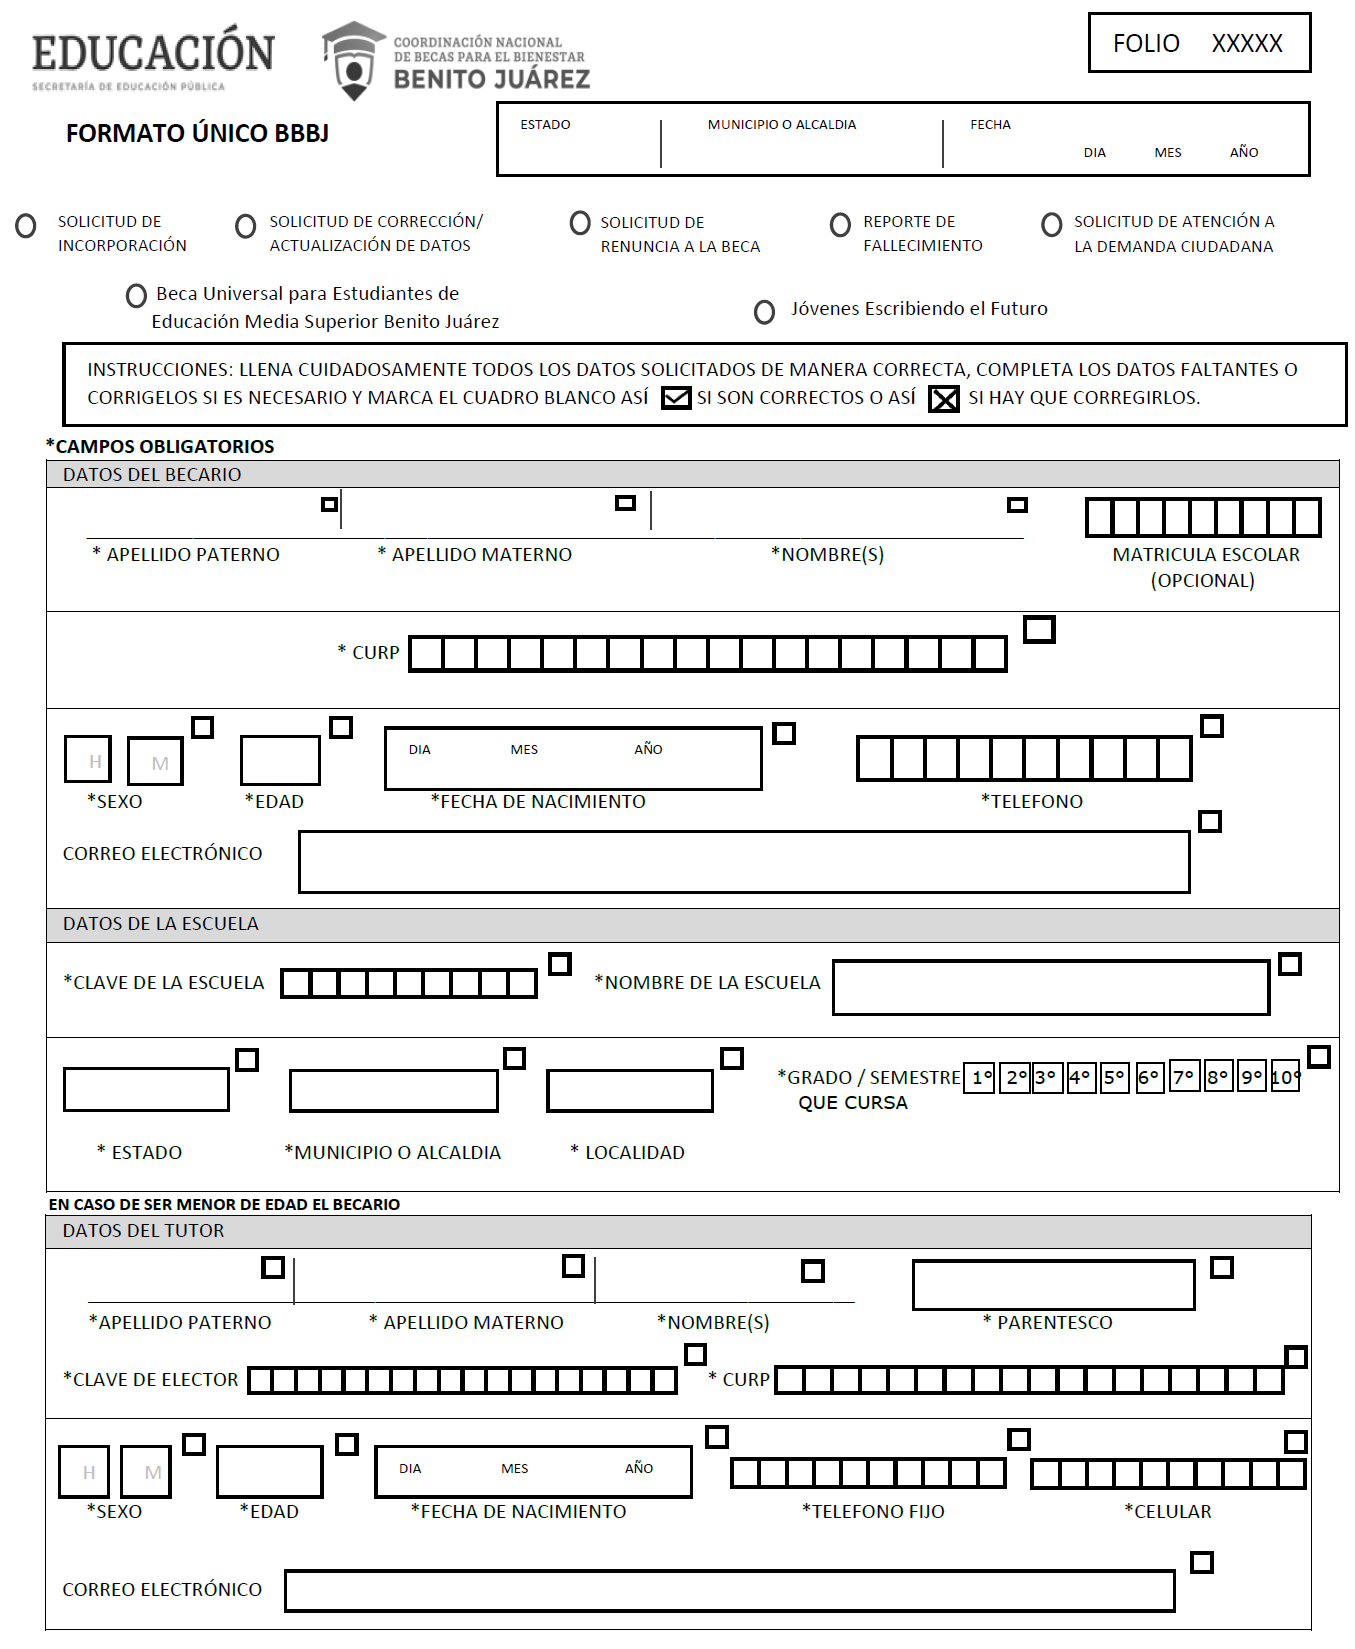 EDUCACIÓN
SECRETARÍA DE EDUCACIÓN PÚBLICA
COORDINACIÓN NACIONAL
DE BECAS PARA EL BIENESTAR
BENITO JUÁREZ
FOLIO XXXXX
FORMATO ÚNICO BBBJ
ESTADO MUNICIPIO O ALCALDIA FECHA
DIA MES AÑO
SOLICITUD DE
INCORPORACIÓN
SOLICITUD DE CORRECCIÓN/
ACTUALIZACIÓN DE DATOS
SOLICITUD DE
RENUNCIA A LA BECA
REPORTE DE
FALLECIMIENTO
SOLICITUD DE ATENCIÓN A
LA DEMANDA CIUDADANA
Beca Universal para Estudiantes de
Educación Media Superior Benito Juárez
Jóvenes Escribiendo el Futuro
INSTRUCCIONES: LLENA CUIDADOSAMENTE TODOS LOS DATOS SOLICITADOS DE MANERA CORRECTA, COMPLETA LOS DATOS FALTANTES O
CORRIGELOS SI ES NECESARIO Y MARCA EL CUADRO BLANCO ASÍ SI SON CORRECTOS O ASÍ SI HAY QUE CORREGIRLOS.
*CAMPOS OBLIGATORIOS
DATOS DEL BECARIO
* APELLIDO PATERNO * APELLIDO MATERNO *NOMBRE(S) MATRICULA ESCOLAR
(OPCIONAL)
* CURP
DIA MES AÑO
H M
*SEXO *EDAD *FECHA DE NACIMIENTO *TELEFONO
CORREO ELECTRÓNICO
DATOS DE LA ESCUELA
*CLAVE DE LA ESCUELA *NOMBRE DE LA ESCUELA
*GRADO / SEMESTRE 1° 2° 3° 4° 5° 6° 7° 8° 9° 10°
QUE CURSA
* ESTADO *MUNICIPIO O ALCALDIA * LOCALIDAD
EN CASO DE SER MENOR DE EDAD EL BECARIO
DATOS DEL TUTOR
*APELLIDO PATERNO * APELLIDO MATERNO *NOMBRE(S) * PARENTESCO
*CLAVE DE ELECTOR * CURP
H M DIA MES AÑO
*SEXO *EDAD *FECHA DE NACIMIENTO *TELEFONO FIJO *CELULAR
CORREO ELECTRÓNICO